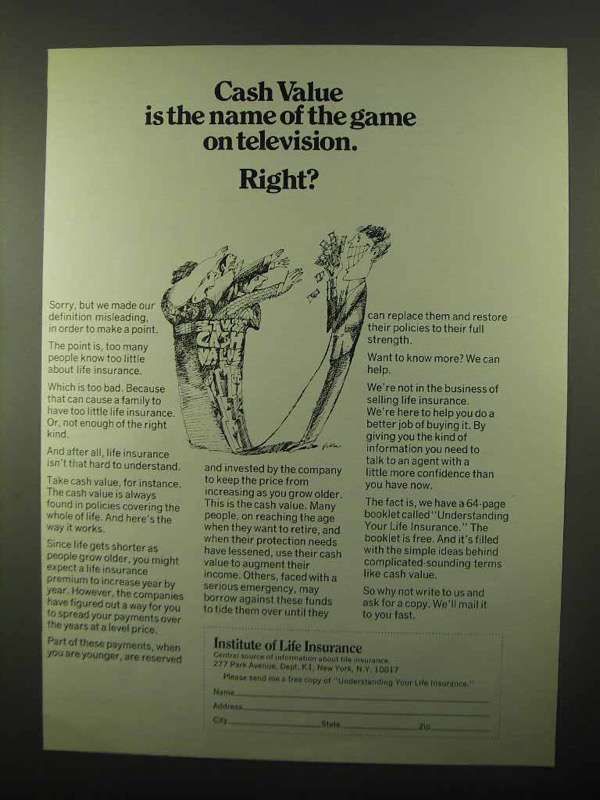 Cash Value
is the name of the game
on television.
Right?
CASH
VALUE
Sorry, but we made our
definition misleading,
in order to make a point.
The point is, too many
people know too little
about life insurance.
Which is too bad. Because
that can cause a family to
have too little life insurance.
Or, not enough of the right
kind.
And after all, life insurance
isn't that hard to understand.
Take cash value, for instance.
The cash value is always
found in policies covering the
whole of life. And here's the
way it works.
Since life gets shorter as
people grow older, you might
expect a life insurance
premium to increase year by
year. However, the companies
have figured out a way for you
to spread your payments over
the years at a level price.
Part of these payments, when
you are younger, are reserved
and invested by the company
to keep the price from
increasing as you grow older.
This is the cash value. Many
people, on reaching the age
when they want to retire, and
when their protection needs
have lessened, use their cash
value to augment their
income. Others, faced with a
serious emergency, may
borrow against these funds
to tide them over until they
can replace them and restore
their policies to their full
strength.
Want to know more? We can
help.
We're not in the business of
selling life insurance.
We're here to help you do a
better job of buying it. By
giving you the kind of
information you need to
talk to an agent with a
little more confidence than
you have now.
The fact is, we have a 64-page
booklet called "Understanding
Your Life Insurance." The
booklet is free. And it's filled
with the simple ideas behind
complicated-sounding terms
like cash value.
So why not write to us and
ask for a copy. We'll mail it
to you fast.
Institute of Life Insurance
Central source of information about life insurance
277 Park Avenue, Dept. K1, New York, N.Y. 10017
Please send me a free copy of "Understanding Your Life Insurance."
Name
Address
City State Zip